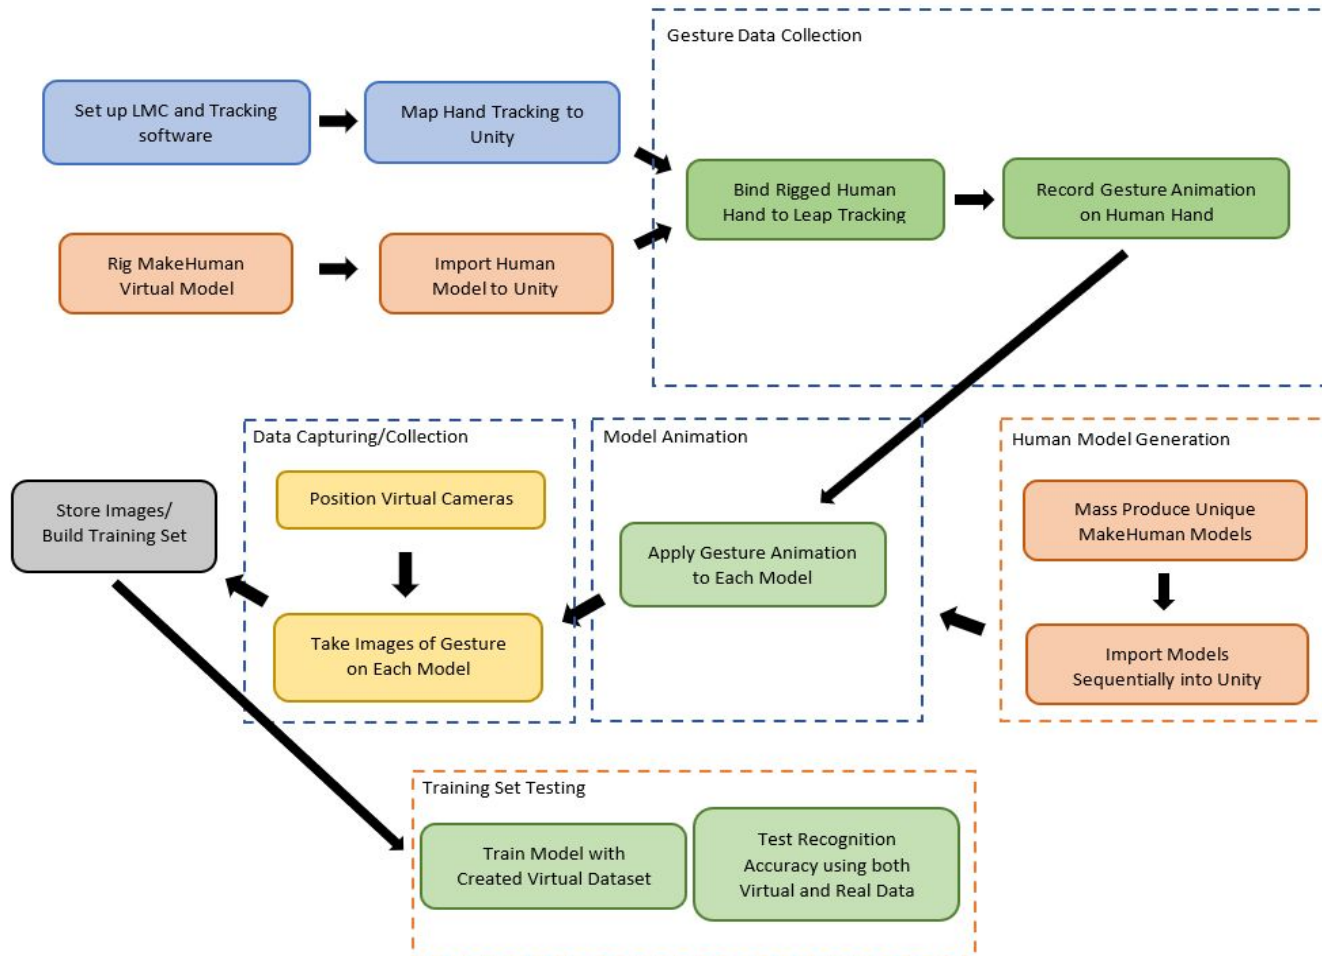 Gesture Data Collection
Set up LMC and Tracking
software
Map Hand Tracking to
Unity
Bind Rigged Human
Hand to Leap Tracking
Record Gesture Animation
on Human Hand
Rig MakeHuman
Virtual Model
Import Human
Model to Unity
Data Capturing/Collection
Model Animation
Human Model Generation
Position Virtual Cameras
Store Images/
Build Training Set
Mass Produce Unique
MakeHuman Models
Apply Gesture Animation
to Each Model
Take Images of Gesture
on Each Model
Import Models
Sequentially into Unity
Training Set Testing
Train Model with
Created Virtual Dataset
Test Recognition
Accuracy using both
Virtual and Real Data